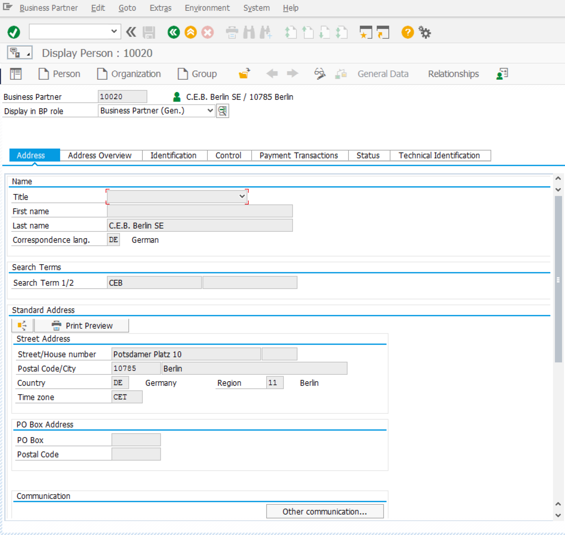 Business Partner Edit Goto Extras Environment System Help
Display Person : 10020
Person Organization Group General Data Relationships
Business Partner 10020 C.E.B. Berlin SE / 10785 Berlin
Display in BP role Business Partner (Gen.)
Address Address Overview Identification Control Payment Transactions Status Technical Identification
Name
Title
First name
Last name C.E.B. Berlin SE
Correspondence lang. DE German
Search Terms
Search Term 1/2 CEB
Standard Address
Print Preview
Street Address
Street/House number Potsdamer Platz 10
Postal Code/City 10785 Berlin
Country DE Germany Region 11 Berlin
Time zone CET
PO Box Address
PO Box
Postal Code
Communication
Other communication...